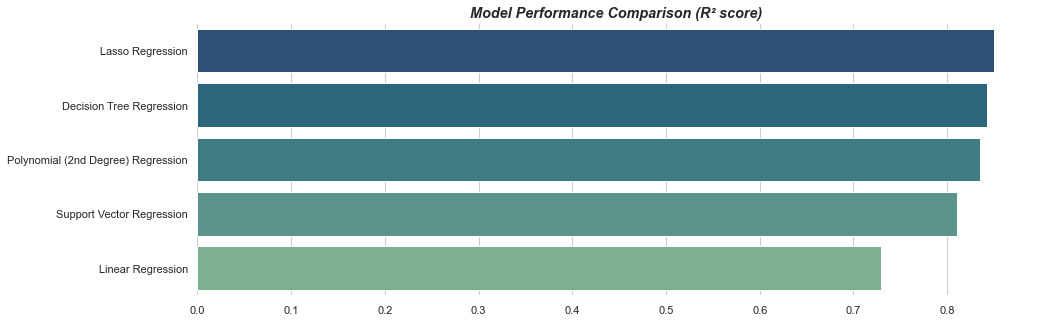 Model Performance Comparison (R² score)
Lasso Regression
Decision Tree Regression
Polynomial (2nd Degree) Regression
Support Vector Regression
Linear Regression
0.0 0.1 0.2 0.3 0.4 0.5 0.6 0.7 0.8